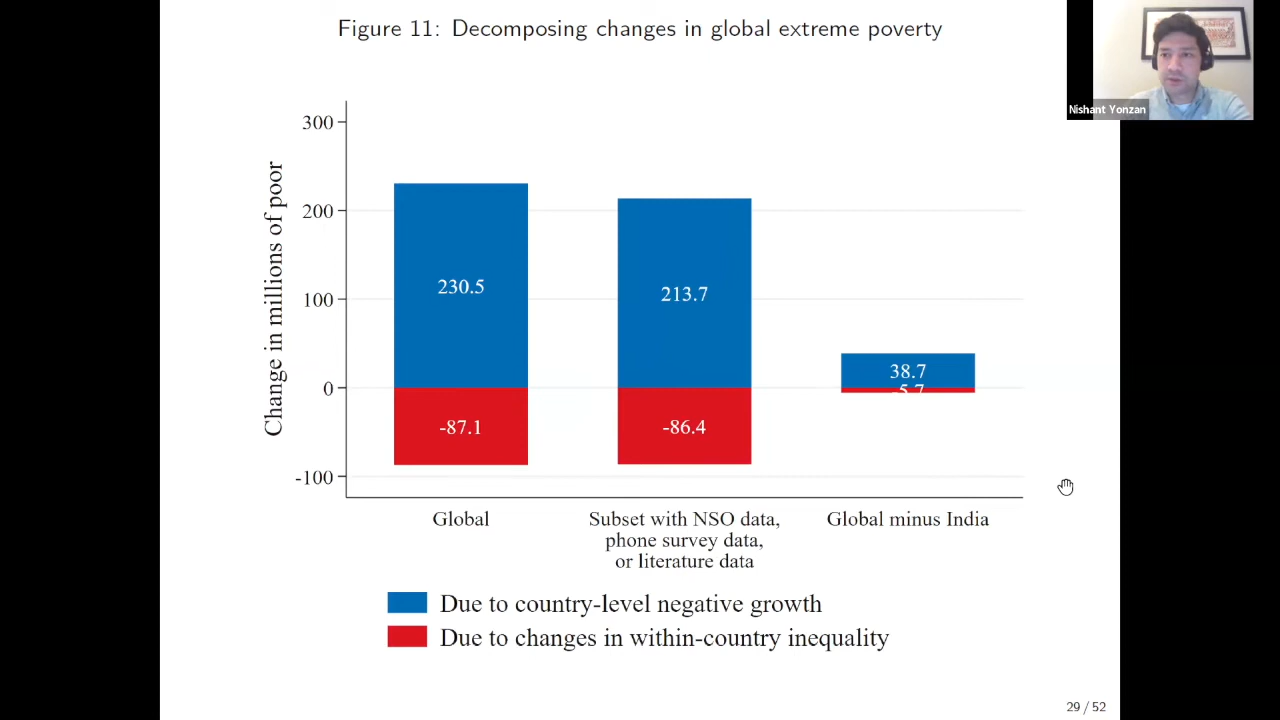 Figure 11: Decomposing changes in global extreme poverty
Nishant Yonzan
Change in millions of poor
300
200
100
0
-100
230.5
213.7
38.7
-5.7
-87.1
-86.4
Global
Subset with NSO data,
phone survey data,
or literature data
Global minus India
Due to country-level negative growth
Due to changes in within-country inequality
29 / 52